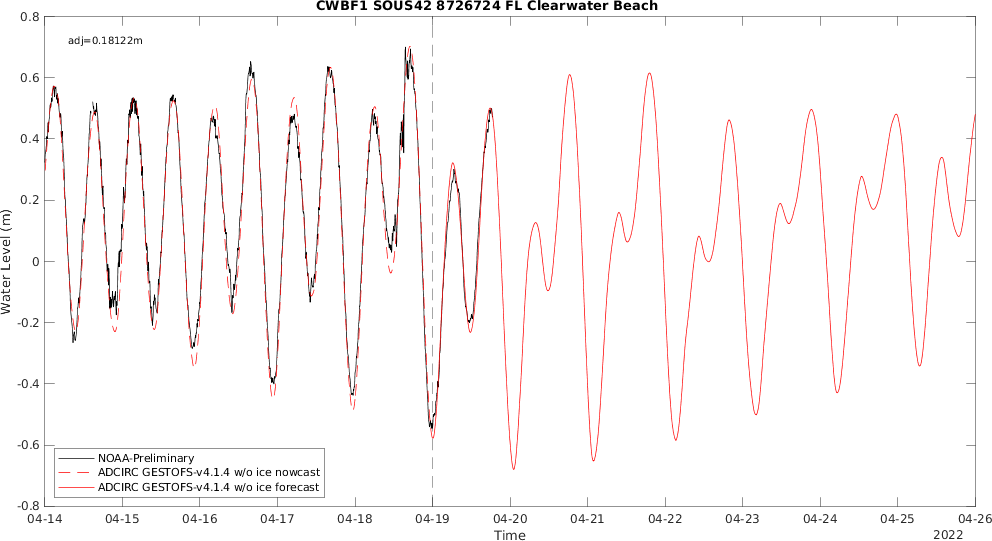 CWBF1 SOUS42 8726724 FL Clearwater Beach
adj=0.18122m
Water Level (m)
0.8
0.6
0.4
0.2
0
-0.2
-0.4
-0.6
-0.8
NOAA-Preliminary
ADCIRC GESTOFS-v4.1.4 w/o ice nowcast
ADCIRC GESTOFS-v4.1.4 w/o ice forecast
04-14 04-15 04-16 04-17 04-18 04-19 04-20 04-21 04-22 04-23 04-24 04-25 04-26
Time
2022